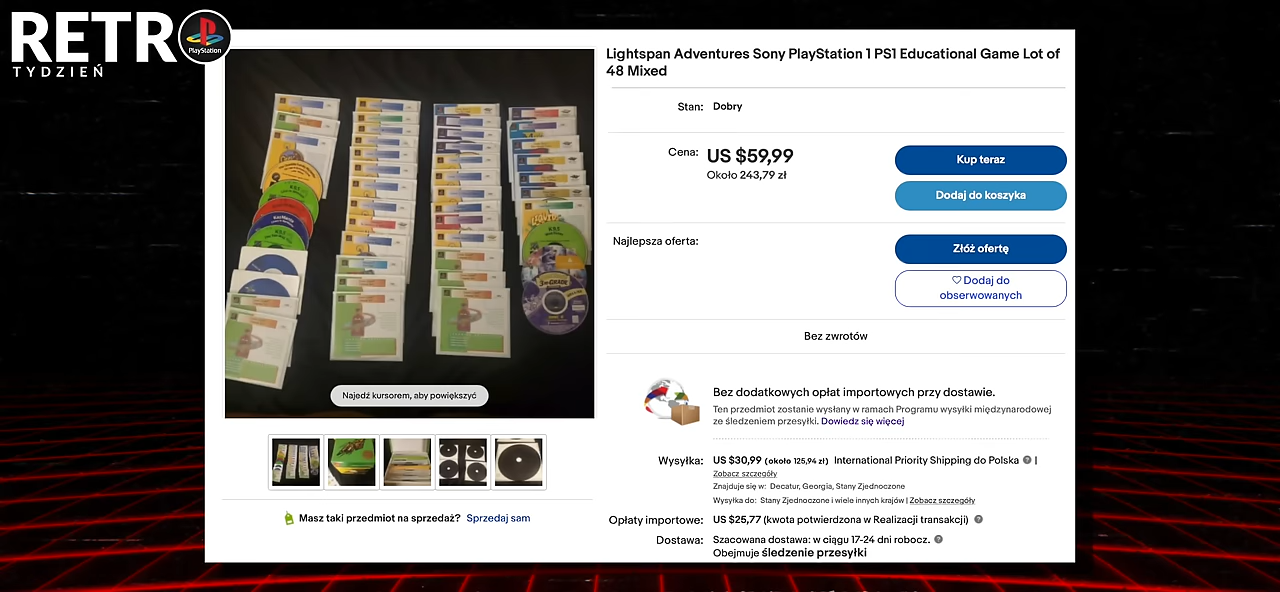 RETR
PlayStation
TYDZIEŃ
Lightspan Adventures Sony PlayStation 1 PS1 Educational Game Lot of
48 Mixed
Stan: Dobry
Cena: US $59,99
Około 243,79 zł
Kup teraz
Dodaj do koszyka
Najlepsza oferta:
Złóż ofertę
Dodaj do
obserwowanych
Bez zwrotów
Najedź kursorem, aby powiększyć
Bez dodatkowych opłat importowych przy dostawie.
Ten przedmiot zostanie wysłany w ramach Programu wysyłki międzynarodowej
ze śledzeniem przesyłki. Dowiedz się więcej
Wysyłka: US $30,99 (około 125,94 zł) International Priority Shipping do Polska ? |
Zobacz szczegóły
Znajduje się w: Decatur, Georgia, Stany Zjednoczone
Wysyłka do: Stany Zjednoczone i wiele innych krajów | Zobacz szczegóły
Opłaty importowe: US $25,77 (kwota potwierdzona w Realizacji transakcji) ?
Dostawa: Szacowana dostawa: w ciągu 17-24 dni robocz. ?
Obejmuje śledzenie przesyłki
Masz taki przedmiot na sprzedaż? Sprzedaj sam